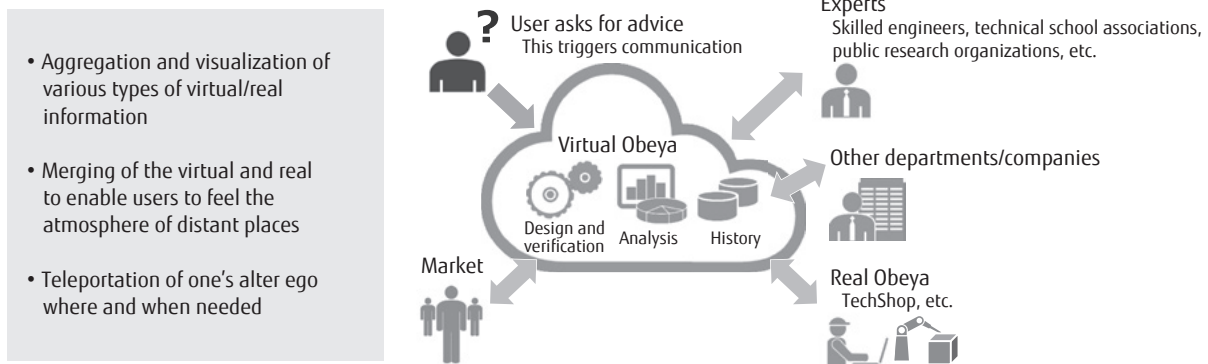 • Aggregation and visualization of
various types of virtual/real
information
• Merging of the virtual and real
to enable users to feel the
atmosphere of distant places
• Teleportation of one's alter ego
where and when needed
?
User asks for advice
This triggers communication
Experts
Skilled engineers, technical school associations,
public research organizations, etc.
Virtual Obeya
Design and
verification
Analysis
History
Other departments/companies
Market
Real Obeya
TechShop, etc.